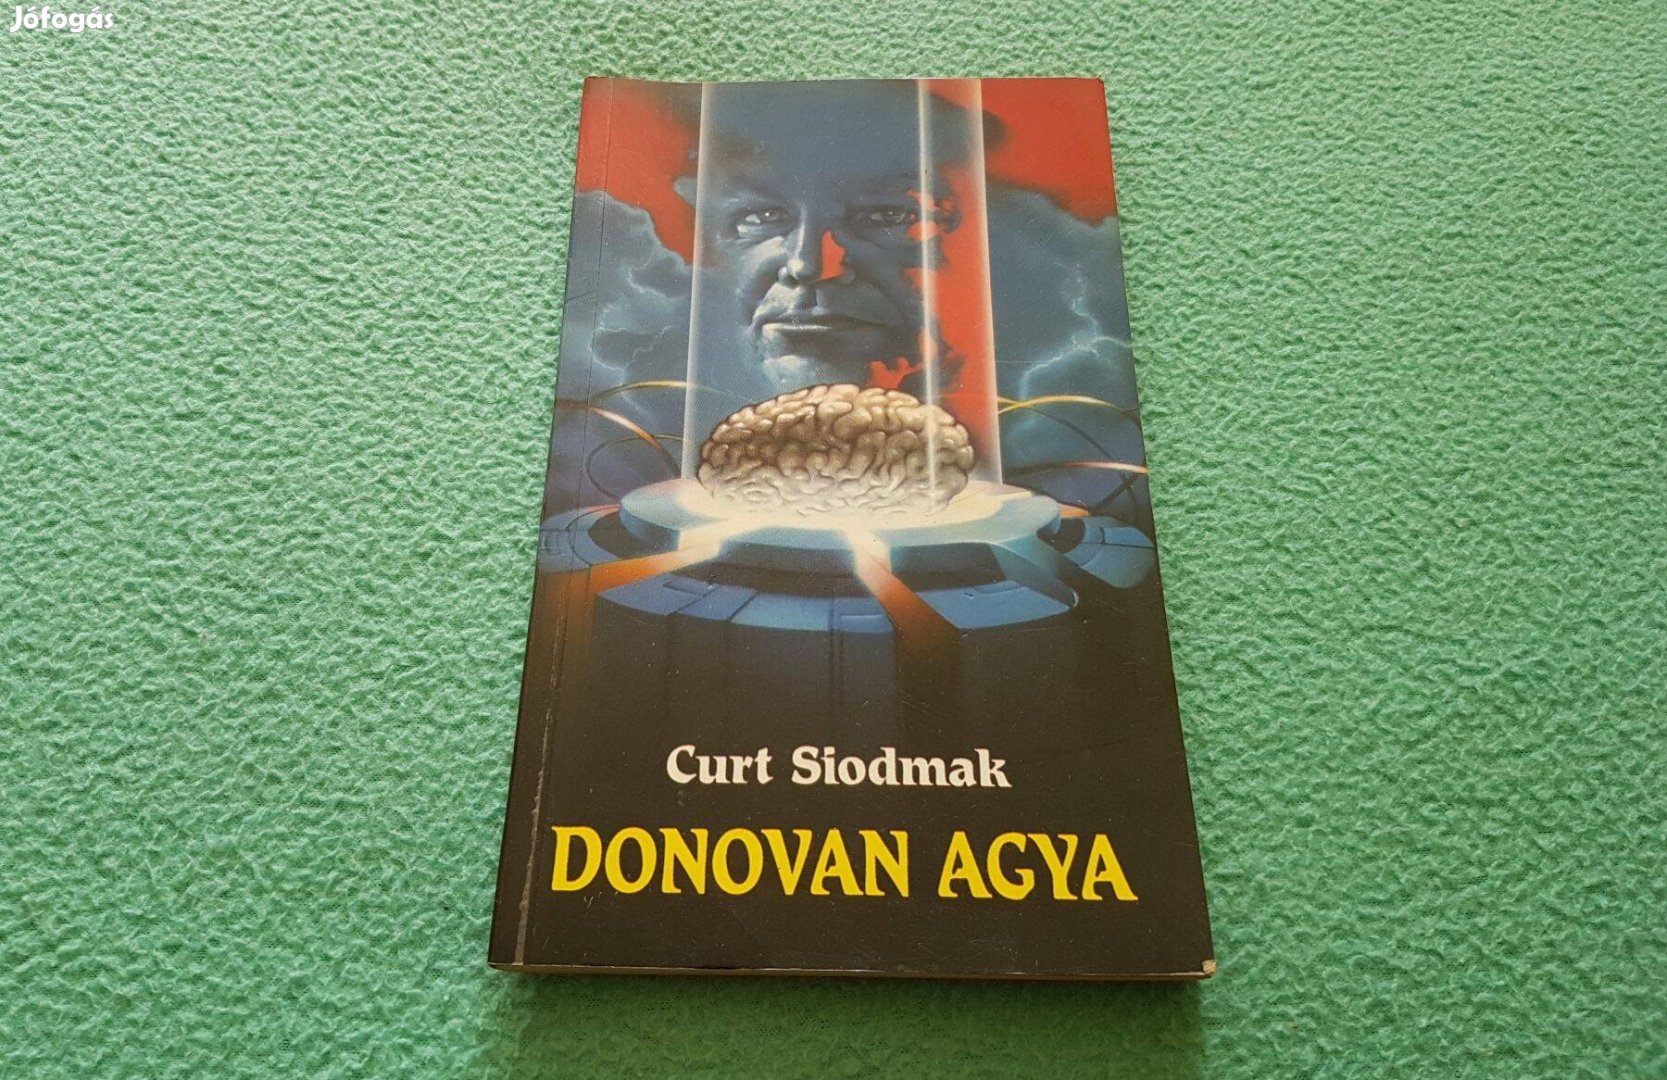 Jófogás
Curt Siodmak
DONOVAN AGYA